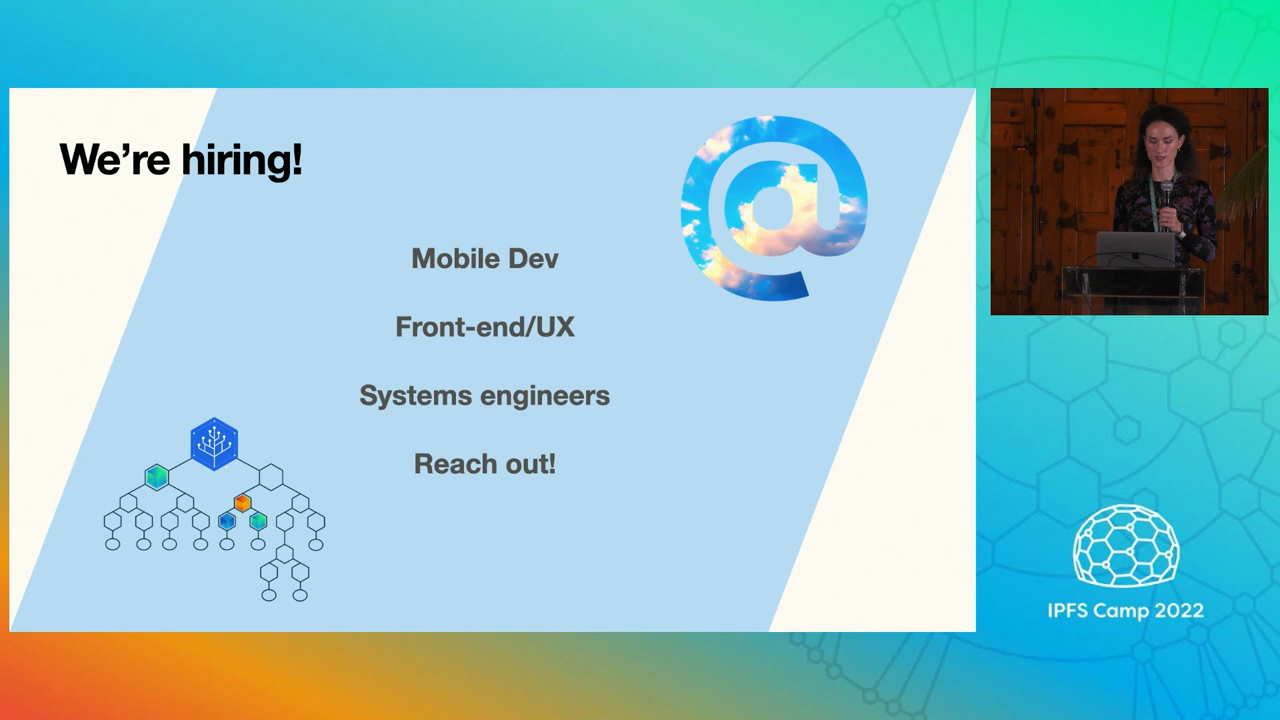 We're hiring!
Mobile Dev
Front-end/UX
Systems engineers
Reach out!
@
IPFS Camp 2022